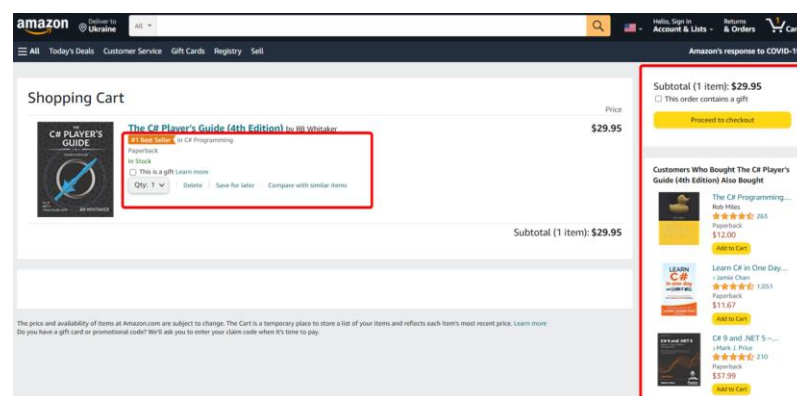 amazon
Deliver to
Ukraine
All
Hello, Sign in
Account & Lists
Returns
& Orders
1
Car
All Today's Deals Customer Service Gift Cards Registry Sell
Amazon's response to COVID-1
Shopping Cart
Price
C# PLAYER'S
GUIDE
RB WHITAKER
The C# Player's Guide (4th Edition) by RB Whitaker
$29.95
#1 Best Seller in C# Programming
Paperback
In Stock
This is a gift Learn more
Qty: 1 Delete Save for later Compare with similar items
Subtotal (1 item): $29.95
The price and availability of items at Amazon.com are subject to change. The Cart is a temporary place to store a list of your items and reflects each item's most recent price. Learn more
Do you have a gift card or promotional code? We'll ask you to enter your claim code when it's time to pay.
Subtotal (1 item): $29.95
This order contains a gift
Proceed to checkout
Customers Who Bought The C# Player's
Guide (4th Edition) Also Bought
The C# Programming...
Rob Miles
263
Paperback
$12.00
Add to Cart
LEARN
C#
Learn C# in One Day...
› Jamie Chan
1,051
Paperback
$11.67
Add to Cart
C# 9 and .NET 5 –...
› Mark J. Price
210
Paperback
$37.99
Add to Cart